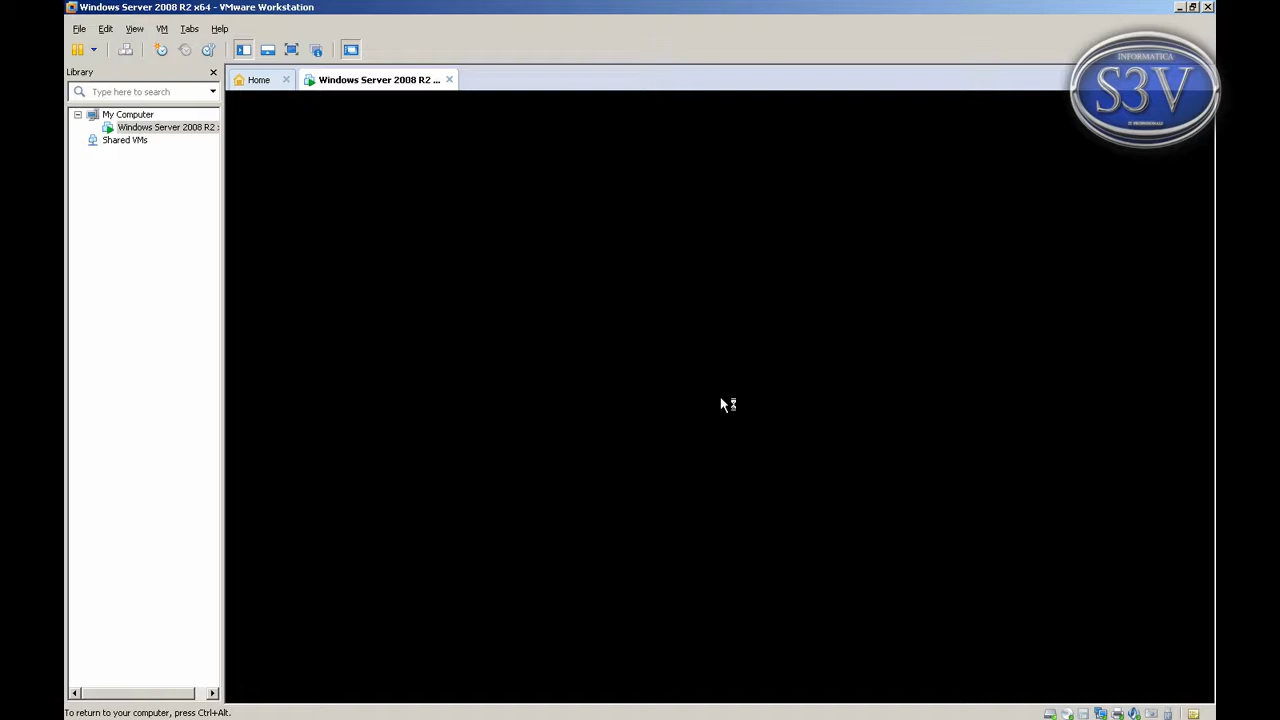 Windows Server 2008 R2 x64 - VMware Workstation
File Edit View VM Tabs Help
Library
Type here to search
My Computer
Windows Server 2008 R2
Shared VMs
Home
Windows Server 2008 R2 ...
INFORMATICA
S3V
IT PROFESSIONALS
To return to your computer, press Ctrl+Alt.